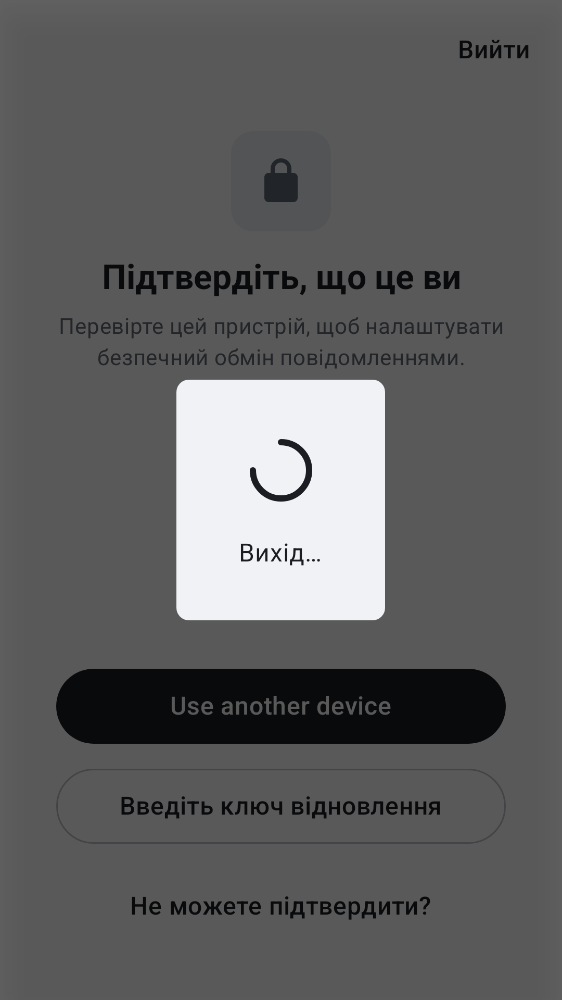 Вийти
Підтвердіть, що це ви
Перевірте цей пристрій, щоб налаштувати
безпечний обмін повідомленнями.
Вихід…
Use another device
Введіть ключ відновлення
Не можете підтвердити?